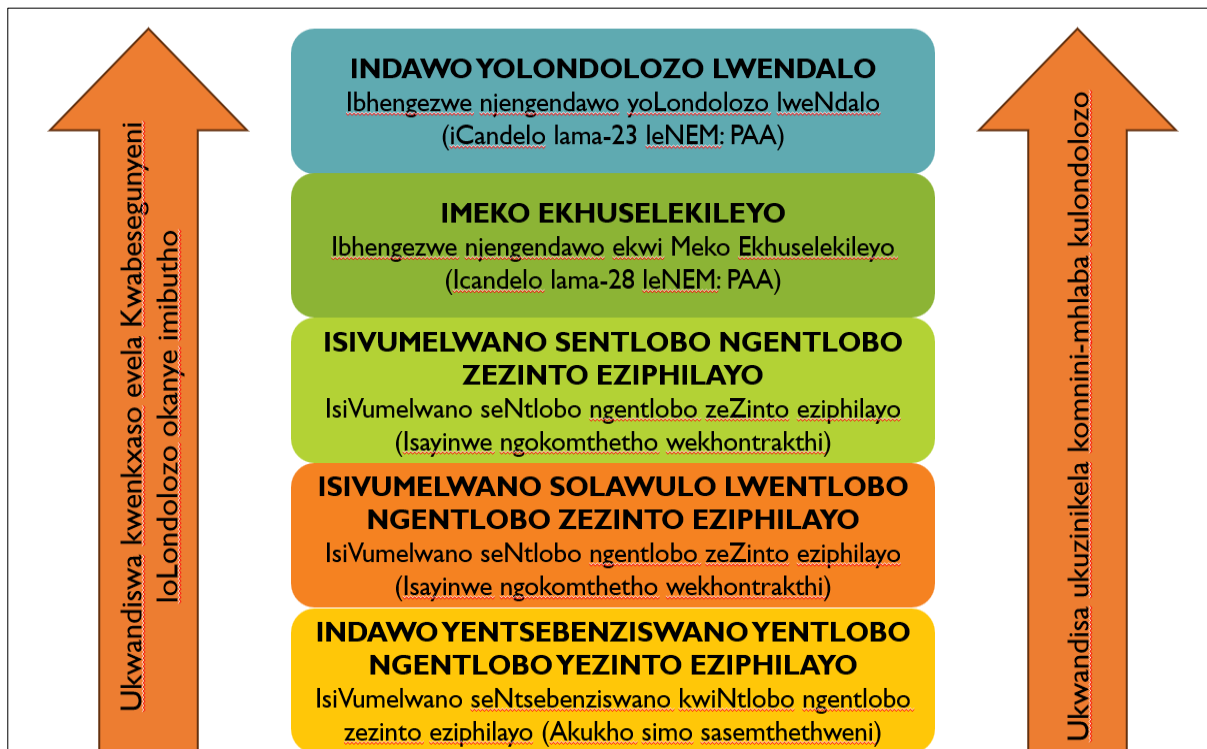 Ukwandiswa kwenkxaso evela Kwabesegunyeni
loLondolozo okanye imibutho
INDAWO YOLONDOLOZO LWENDALO
Ibhengezwe njengendawo yoLondolozo lweNdalo
(iCandelo lama-23 leNEM: PAA)
IMEKO EKHUSELEKILEYO
Ibhengezwe njengendawo ekwi Meko Ekhuselekileyo
(Icandelo lama-28 leNEM: PAA)
ISIVUMELWANO SENTLOBO NGENTLOBO
ZEZINTO EZIPHILAYO
IsiVumelwano seNtlobo ngentlobo zeZinto eziphilayo
(Isayinwe ngokomthetho wekhontrakthi)
ISIVUMELWANO SOLAWULO LWENTLOBO
NGENTLOBO ZEZINTO EZIPHILAYO
IsiVumelwano seNtlobo ngentlobo zeZinto eziphilayo
(Isayinwe ngokomthetho wekhontrakthi)
INDAWO YENTSEBENZISWANO YENTLOBO
NGENTLOBO YEZINTO EZIPHILAYO
IsiVumelwano seNtsebenziswano kwiNtlobo ngentlobo
zezinto eziphilayo (Akukho simo sasemthethweni)
Ukwandisa ukuzinikela komnini-mhlaba kulondolozo